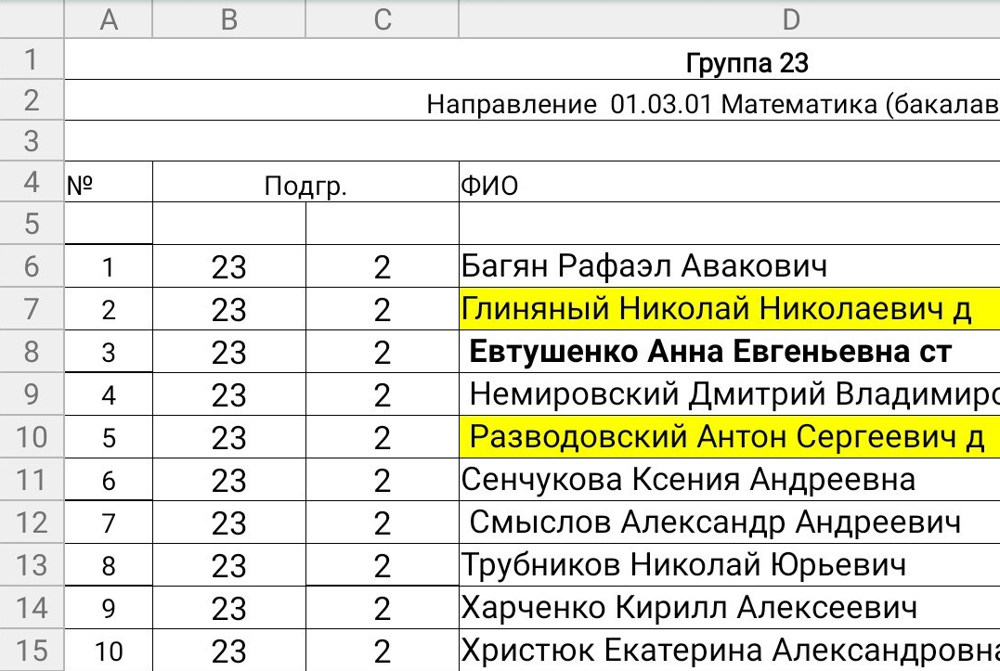 A B C D
1 Группа 23
2 Направление 01.03.01 Математика (бакалав
3
4 № Подгр. ФИО
5
6 1 23 2 Багян Рафаэл Авакович
7 2 23 2 Глиняный Николай Николаевич д
8 3 23 2 Евтушенко Анна Евгеньевна ст
9 4 23 2 Немировский Дмитрий Владимиро
10 5 23 2 Разводовский Антон Сергеевич д
11 6 23 2 Сенчукова Ксения Андреевна
12 7 23 2 Смыслов Александр Андреевич
13 8 23 2 Трубников Николай Юрьевич
14 9 23 2 Харченко Кирилл Алексеевич
15 10 23 2 Христюк Екатерина Александровна